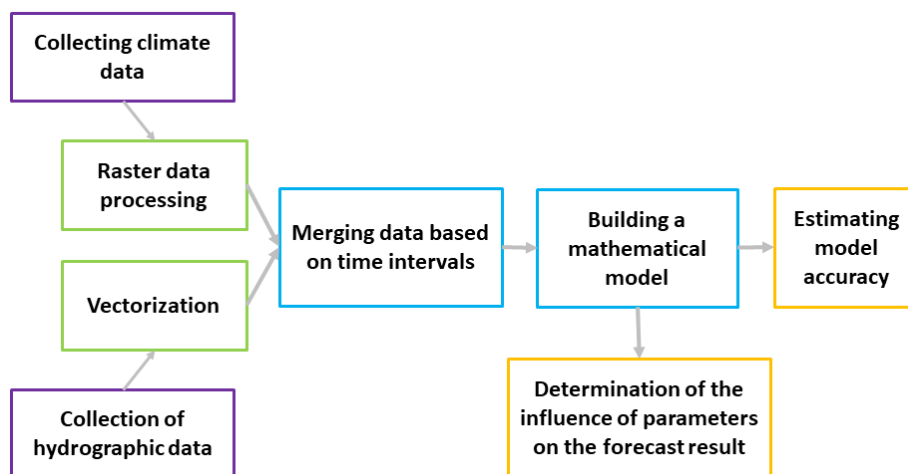 Collecting climate
data
Raster data
processing
Vectorization
Collection of
hydrographic data
Merging data based
on time intervals
Building a
mathematical
model
Estimating
model
accuracy
Determination of the
influence of parameters
on the forecast result